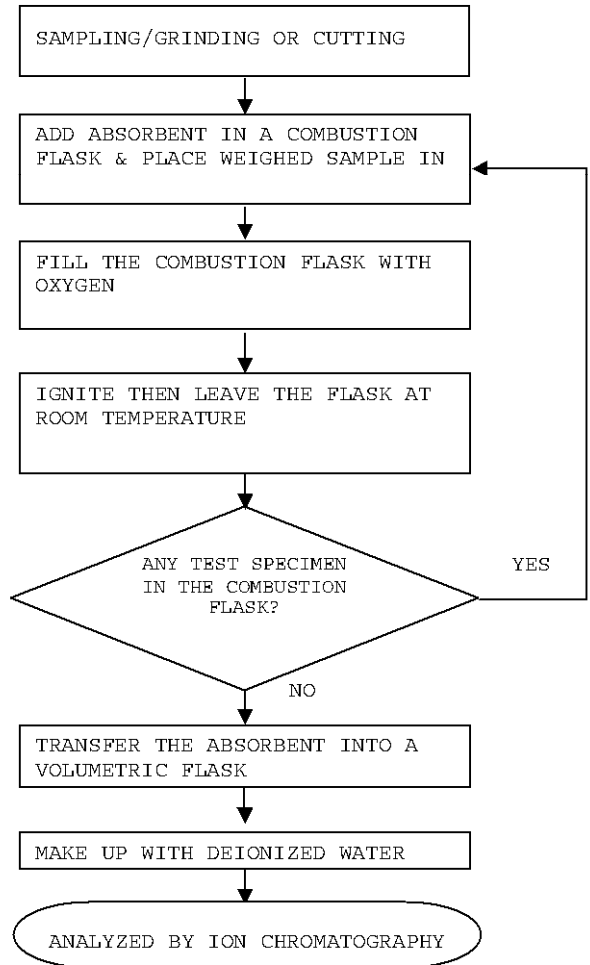 SAMPLING/GRINDING OR CUTTING
ADD ABSORBENT IN A COMBUSTION
FLASK & PLACE WEIGHED SAMPLE IN
FILL THE COMBUSTION FLASK WITH
OXYGEN
IGNITE THEN LEAVE THE FLASK AT
ROOM TEMPERATURE
ANY TEST SPECIMEN
IN THE COMBUSTION
FLASK?
YES
NO
TRANSFER THE ABSORBENT INTO A
VOLUMETRIC FLASK
MAKE UP WITH DEIONIZED WATER
ANALYZED BY ION CHROMATOGRAPHY